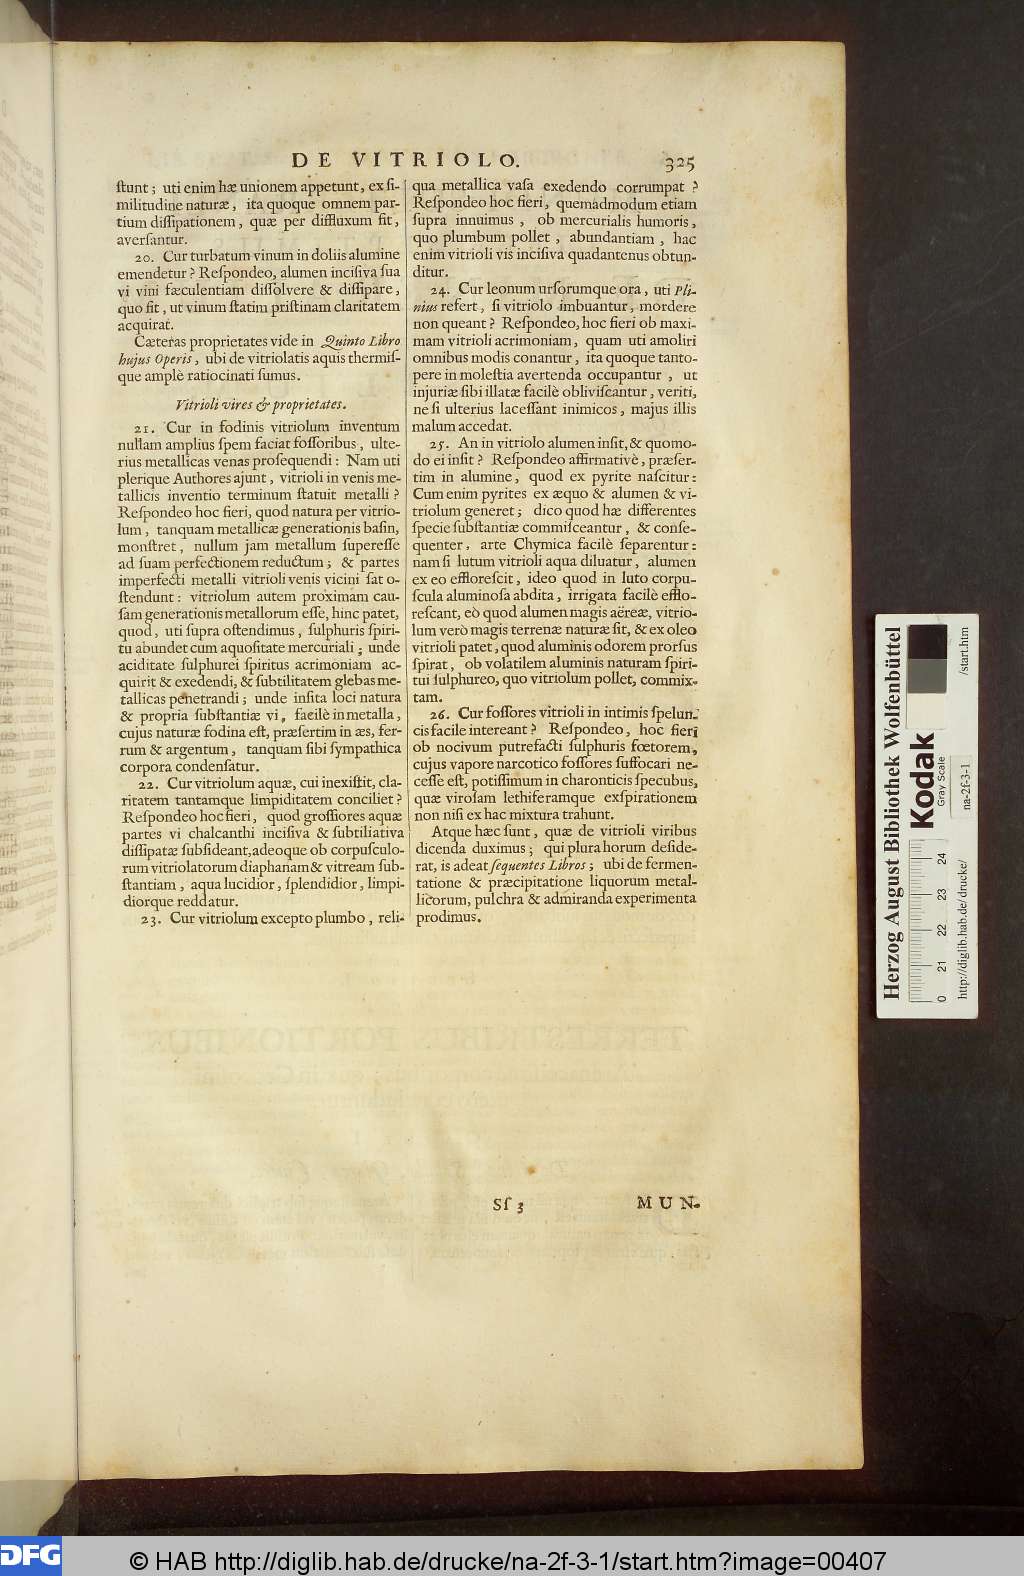 DE VITRIOLO.
325
ſtunt; uti enim hæ unionem appetunt, ex ſi-
militudine naturæ, ita quoque omnem par-
tium diſſipationem, quæ per diffluxum fit,
averſantur.
20. Cur turbatum vinum in doliis alumine
emendetur? Reſpondeo, alumen inciſiva ſua
vi vini fæculentiam diſſolvere & diſſipare,
quo fit, ut vinum ſtatim priſtinam claritatem
acquirat.
Cæteras proprietates vide in Quinto Libro
hujus Operis, ubi de vitriolatis aquis thermiſ-
que amplè ratiocinati ſumus.
Vitrioli vires & proprietates.
21. Cur in fodinis vitriolum inventum
nullam amplius ſpem faciat foſſoribus, ulte-
rius metallicas venas proſequendi: Nam uti
plerique Authores ajunt, vitrioli in venis me-
tallicis inventio terminum ſtatuit metalli?
Reſpondeo hoc fieri, quod natura per vitrio-
lum, tanquam metallicæ generationis baſin,
monſtret, nullum jam metallum ſupereſſe
ad ſuam perfectionem reductum; & partes
imperfecti metalli vitrioli venis vicini ſat o-
ſtendunt: vitriolum autem proximam cau-
ſam generationis metallorum eſſe, hinc patet,
quod, uti ſupra oſtendimus, ſulphuris ſpiri-
tu abundet cum aquoſitate mercuriali; unde
aciditate ſulphurei ſpiritus acrimoniam ac-
quirit & exedendi, & ſubtilitatem glebas me-
tallicas penetrandi; unde inſita loci natura
& propria ſubſtantiæ vi, facilè in metalla,
cujus naturæ fodina eſt, præſertim in æs, fer-
rum & argentum, tanquam ſibi ſympathica
corpora condenſatur.
22. Cur vitriolum aquæ, cui inexiſtit, cla-
ritatem tantamque limpiditatem conciliet?
Reſpondeo hoc fieri, quod groſſiores aquæ
partes vi chalcanthi inciſiva & ſubtiliativa
diſſipatæ ſubſideant, adeoque ob corpuſculo-
rum vitriolatorum diaphanam & vitream ſub-
ſtantiam, aqua lucidior, ſplendidior, limpi-
diorque reddatur.
23. Cur vitriolum excepto plumbo, reli-
qua metallica vaſa exedendo corrumpat?
Reſpondeo hoc fieri, quemadmodum etiam
ſupra innuimus, ob mercurialis humoris,
quo plumbum pollet, abundantiam, hac
enim vitrioli vis inciſiva quadantenus obtun-
ditur.
24. Cur leonum urſorumque ora, uti Pli-
nius refert, ſi vitriolo imbuantur, mordere
non queant? Reſpondeo, hoc fieri ob maxi-
mam vitrioli acrimoniam, quam uti amoliri
omnibus modis conantur, ita quoque tanto-
pere in moleſtia avertenda occupantur, ut
injuriæ ſibi illatæ facilè obliviſcantur, veriti,
ne ſi ulterius laceſſant inimicos, majus illis
malum accedat.
25. An in vitriolo alumen inſit, & quomo-
do ei inſit? Reſpondeo affirmativè, præſer-
tim in alumine, quod ex pyrite naſcitur:
Cum enim pyrites ex æquo & alumen & vi-
triolum generet; dico quod hæ differentes
ſpecie ſubſtantiæ commiſceantur, & conſe-
quenter, arte Chymica facilè ſeparentur:
nam ſi lutum vitrioli aqua diluatur, alumen
ex eo effloreſcit, ideo quod in luto corpu-
ſcula aluminoſa abdita, irrigata facilè efflo-
reſcant, eò quod alumen magis aëreæ, vitrio-
lum verò magis terrenæ naturæ ſit, & ex oleo
vitrioli patet, quod aluminis odorem prorſus
ſpirat, ob volatilem aluminis naturam ſpiri-
tui ſulphureo, quo vitriolum pollet, commix-
tam.
26. Cur foſſores vitrioli in intimis ſpelun-
cis facile intereant? Reſpondeo, hoc fieri
ob nocivum putrefacti ſulphuris fœtorem,
cujus vapore narcotico foſſores ſuffocari ne-
ceſſe eſt, potiſſimum in charonticis ſpecubus,
quæ viroſam lethiferamque exſpirationem
non niſi ex hac mixtura trahunt.
Atque hæc ſunt, quæ de vitrioli viribus
dicenda duximus; qui plura horum deſide-
rat, is adeat ſequentes Libros; ubi de fermen-
tatione & præcipitatione liquorum metal-
licorum, pulchra & admiranda experimenta
prodimus.
Sſ 3
MUN-
Herzog August Bibliothek Wolfenbüttel
Kodak
Gray Scale
0 21 22 23 24
http://diglib.hab.de/drucke/
na-2f-3-1
/start.htm
DFG
© HAB http://diglib.hab.de/drucke/na-2f-3-1/start.htm?image=00407